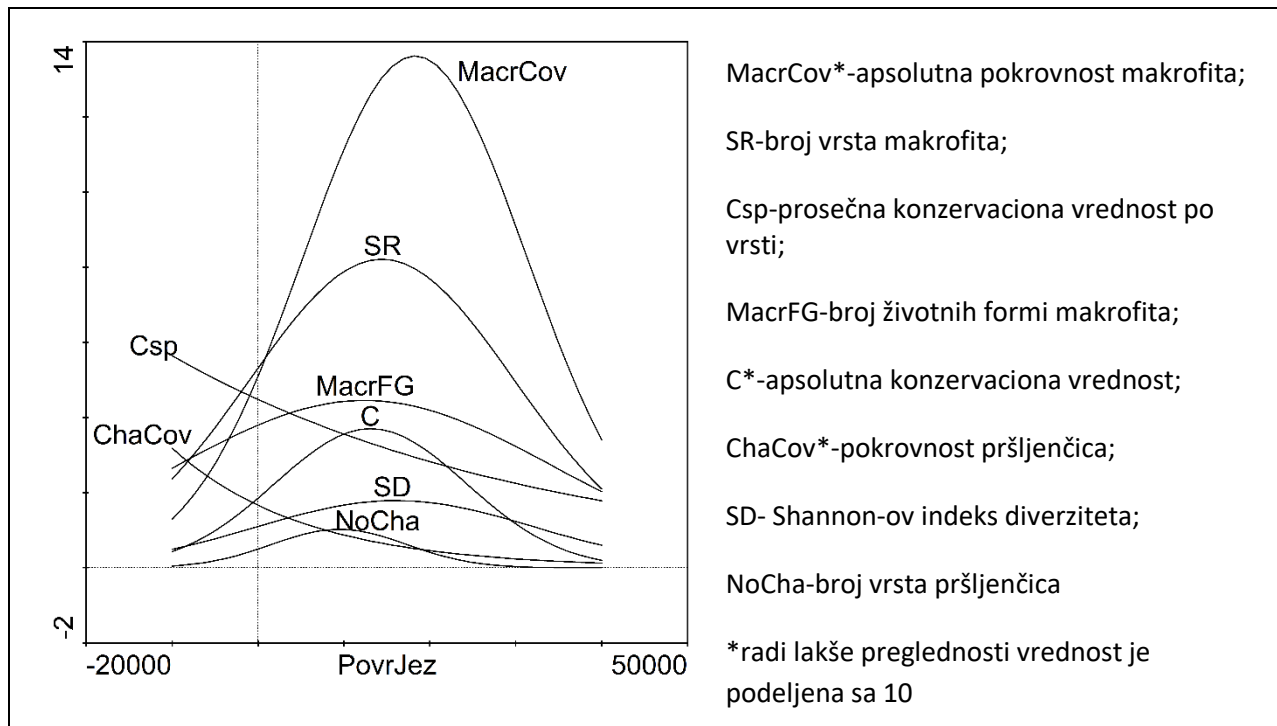 14
MacrCov
SR
Csp
MacrFG
C
ChaCov
SD
NoCha
-2
-20000
PovrJez
50000
MacrCov*-apsolutna pokrovnost makrofita;
SR-broj vrsta makrofita;
Csp-prosečna konzervaciona vrednost po
vrsti;
MacrFG-broj životnih formi makrofita;
C*-apsolutna konzervaciona vrednost;
ChaCov*-pokrovnost pršljenčica;
SD- Shannon-ov indeks diverziteta;
NoCha-broj vrsta pršljenčica
*radi lakše preglednosti vrednost je
podeljena sa 10